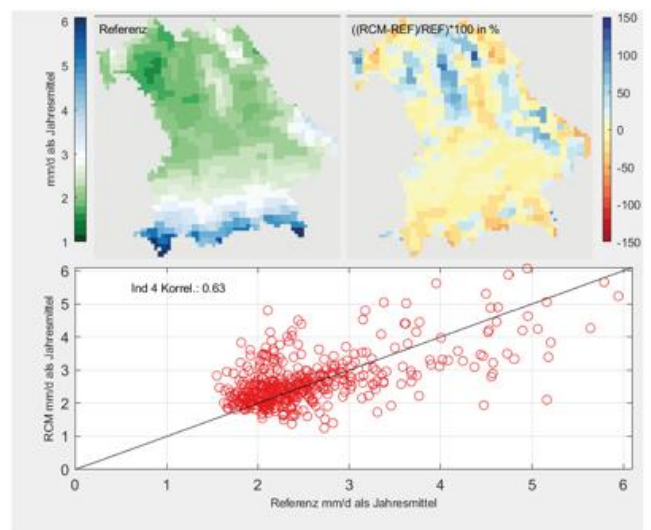 Referenz
((RCM-REF)/REF)*100 in %
mm/d als Jahresmittel
6
5
4
3
2
1
150
100
50
0
-50
-100
-150
Ind 4 Korrel.: 0.63
RCM mm/d als Jahresmittel
6
5
4
3
2
1
0
0 1 2 3 4 5 6
Referenz mm/d als Jahresmittel